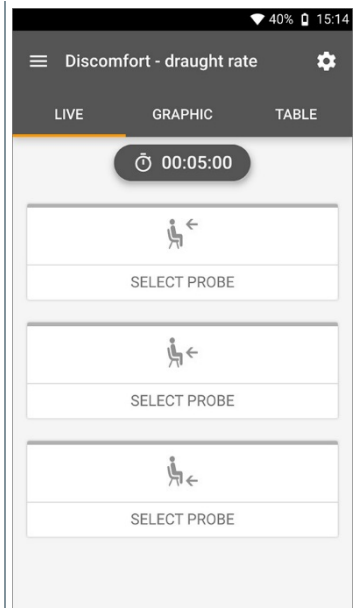 40% 15:14
Discomfort - draught rate
LIVE GRAPHIC TABLE
00:05:00
SELECT PROBE
SELECT PROBE
SELECT PROBE